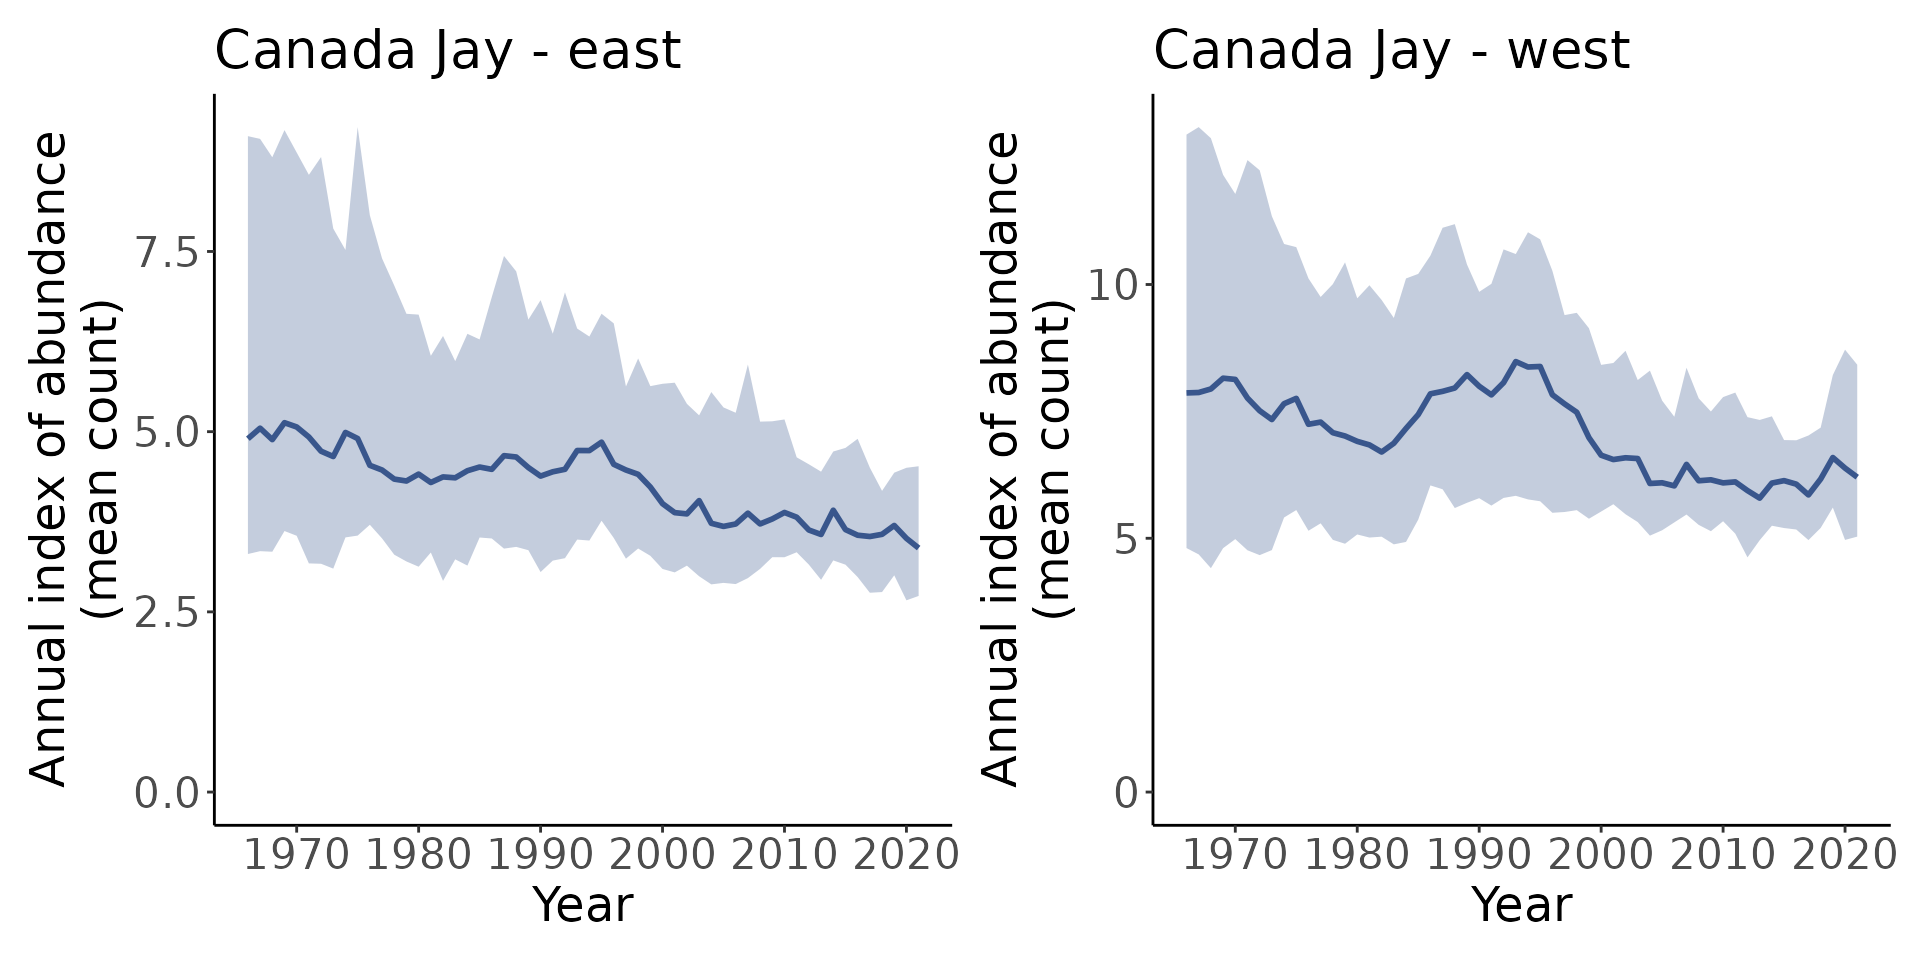 Canada Jay - east
Annual index of abundance
(mean count)
7.5
5.0
2.5
0.0
1970 1980 1990 2000 2010 2020
Year
Canada Jay - west
Annual index of abundance
(mean count)
10
5
0
1970 1980 1990 2000 2010 2020
Year